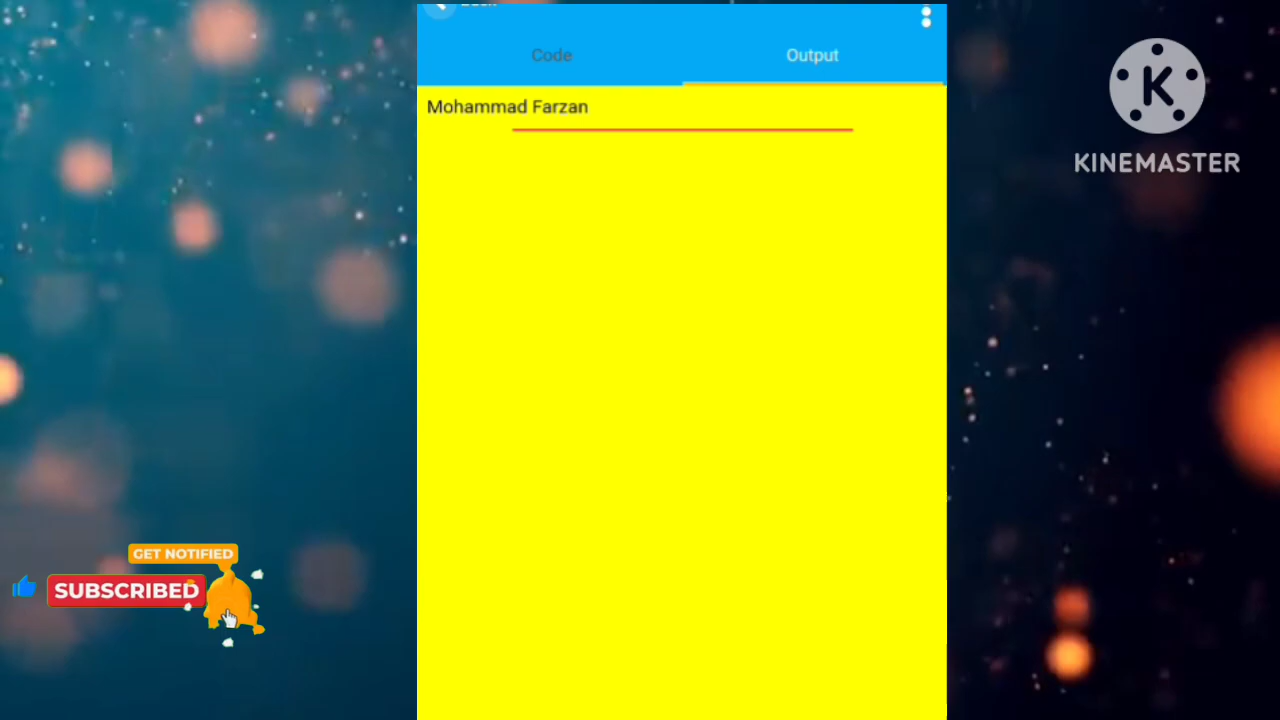 Code
Output
Mohammad Farzan
K
KINEMASTER
GET NOTIFIED
SUBSCRIBED